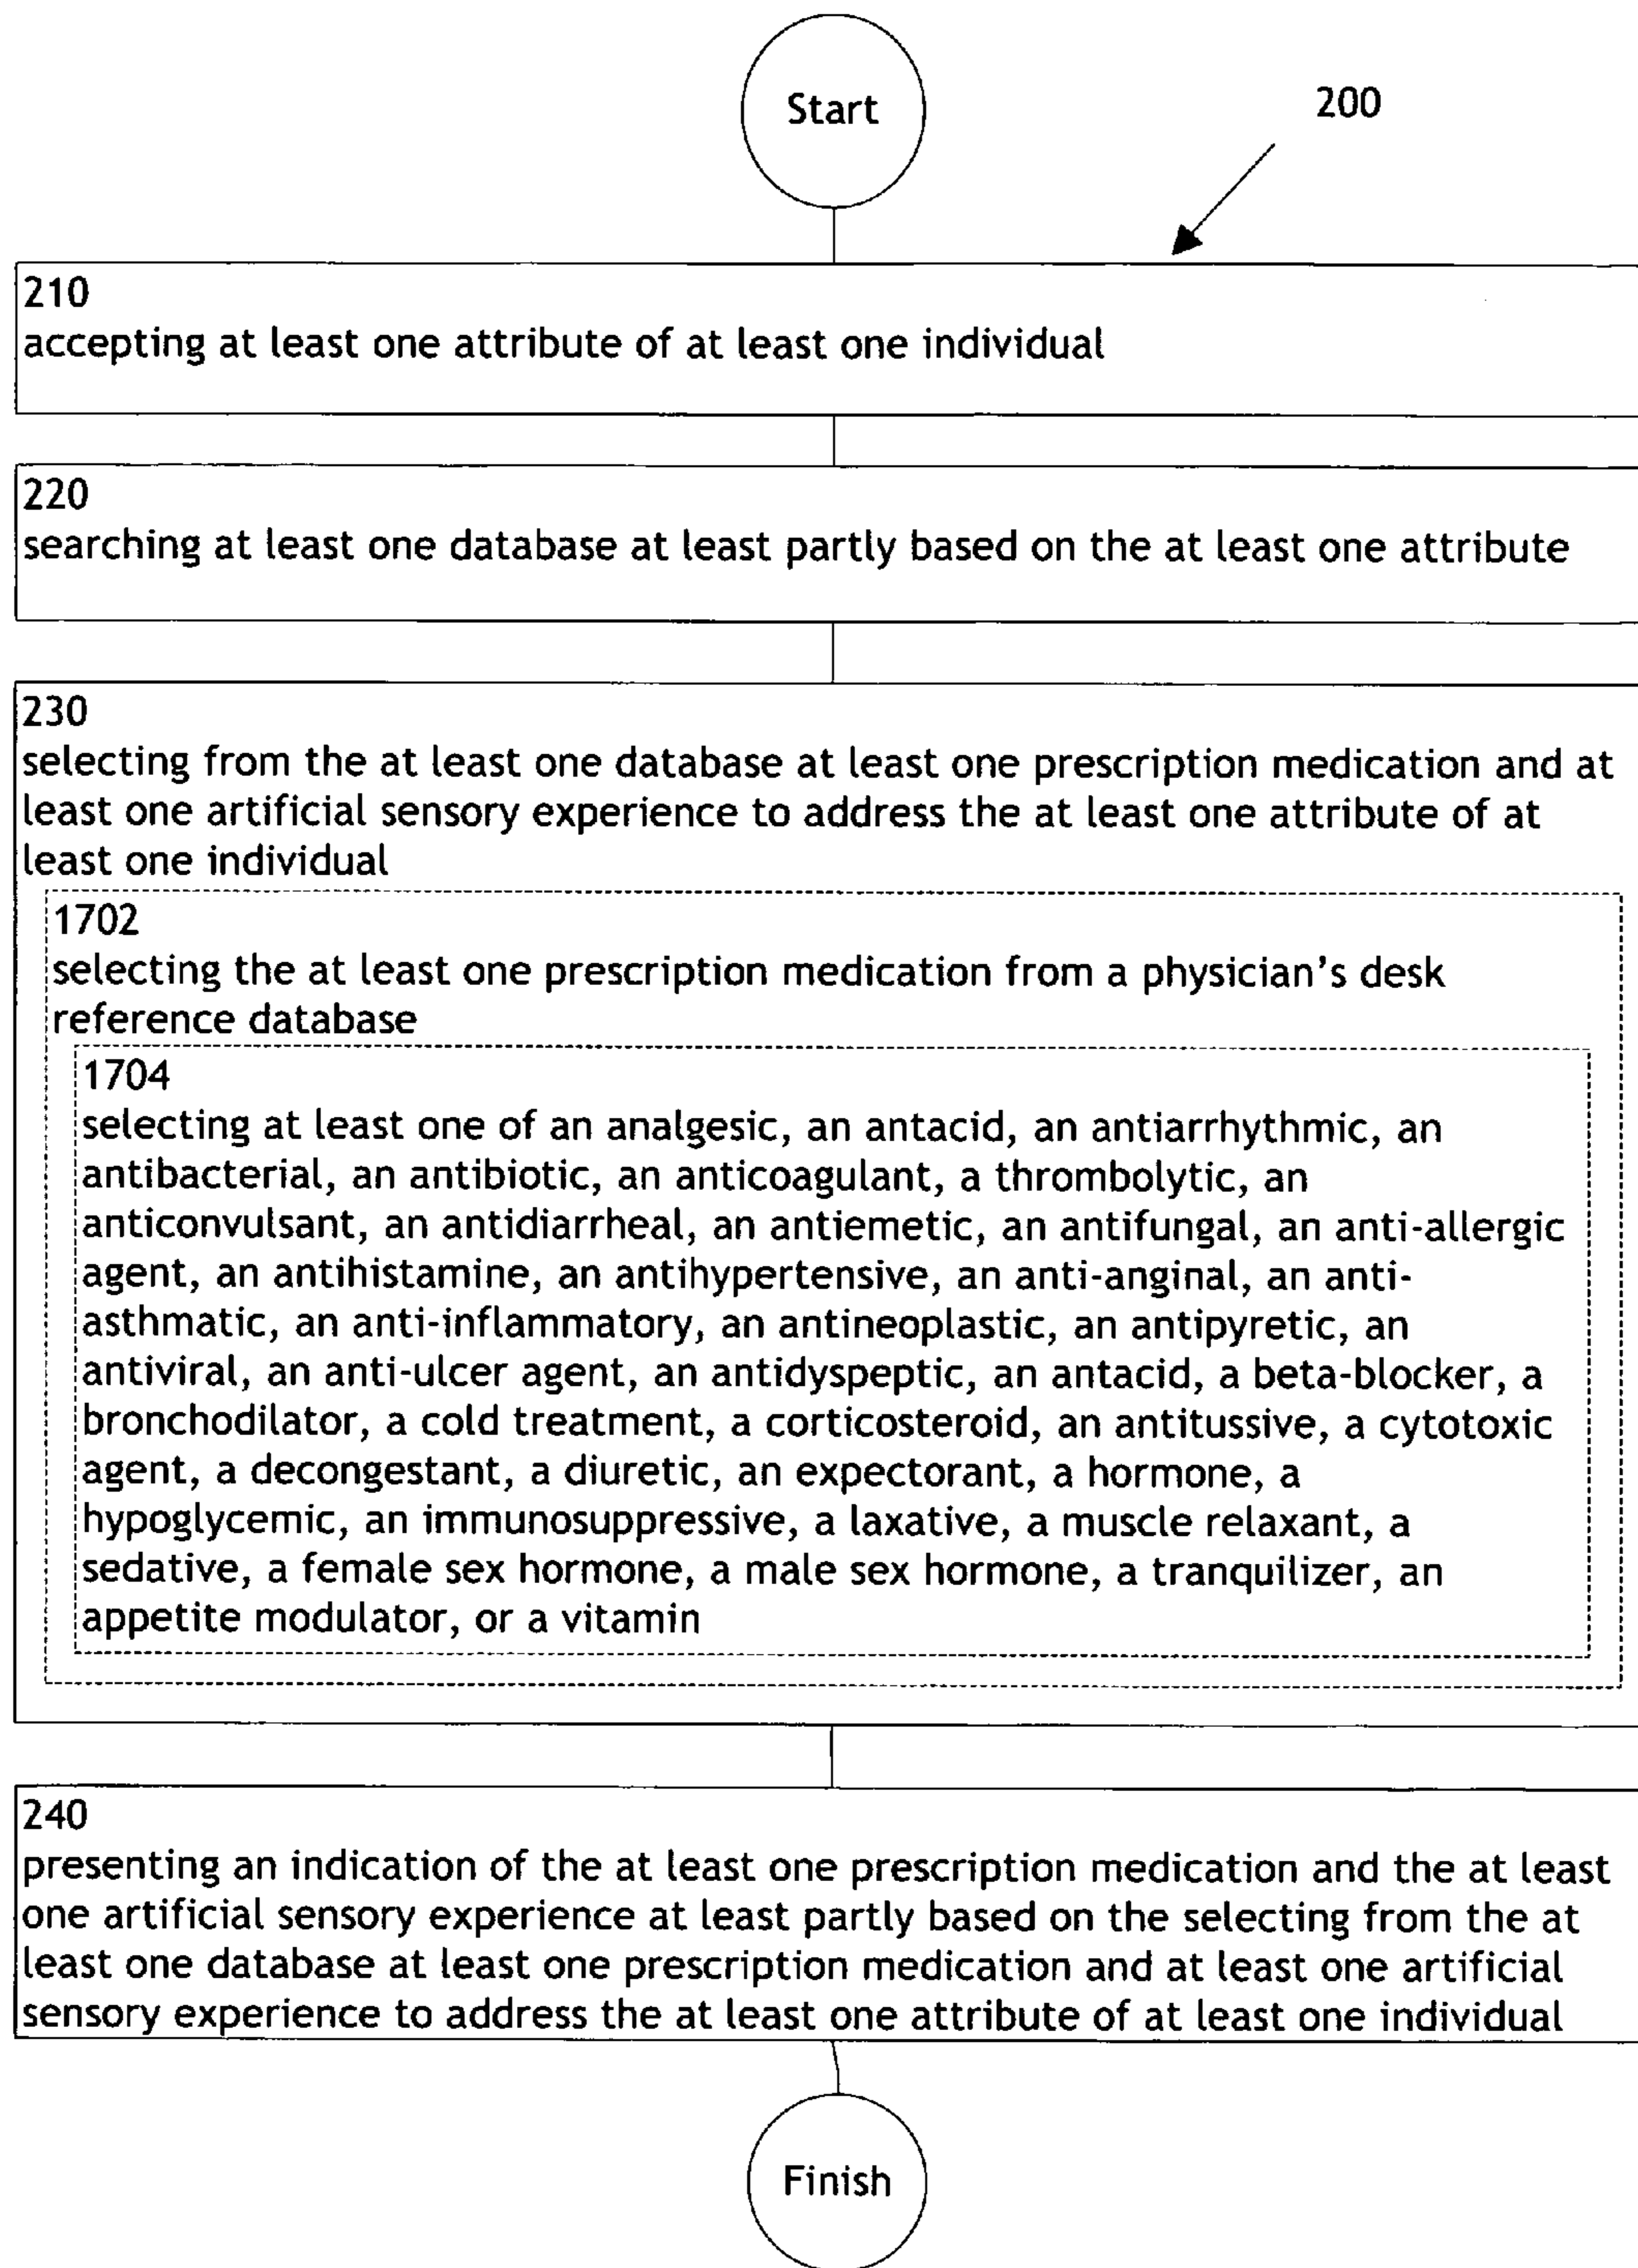 Start
200
210
accepting at least one attribute of at least one individual
220
searching at least one database at least partly based on the at least one attribute
230
selecting from the at least one database at least one prescription medication and at
least one artificial sensory experience to address the at least one attribute of at
least one individual
1702
selecting the at least one prescription medication from a physician's desk
reference database
1704
selecting at least one of an analgesic, an antacid, an antiarrhythmic, an
antibacterial, an antibiotic, an anticoagulant, a thrombolytic, an
anticonvulsant, an antidiarrheal, an antiemetic, an antifungal, an anti-allergic
agent, an antihistamine, an antihypertensive, an anti-anginal, an anti-
asthmatic, an anti-inflammatory, an antineoplastic, an antipyretic, an
antiviral, an anti-ulcer agent, an antidyspeptic, an antacid, a beta-blocker, a
bronchodilator, a cold treatment, a corticosteroid, an antitussive, a cytotoxic
agent, a decongestant, a diuretic, an expectorant, a hormone, a
hypoglycemic, an immunosuppressive, a laxative, a muscle relaxant, a
sedative, a female sex hormone, a male sex hormone, a tranquilizer, an
appetite modulator, or a vitamin
240
presenting an indication of the at least one prescription medication and the at least
one artificial sensory experience at least partly based on the selecting from the at
least one database at least one prescription medication and at least one artificial
sensory experience to address the at least one attribute of at least one individual
Finish